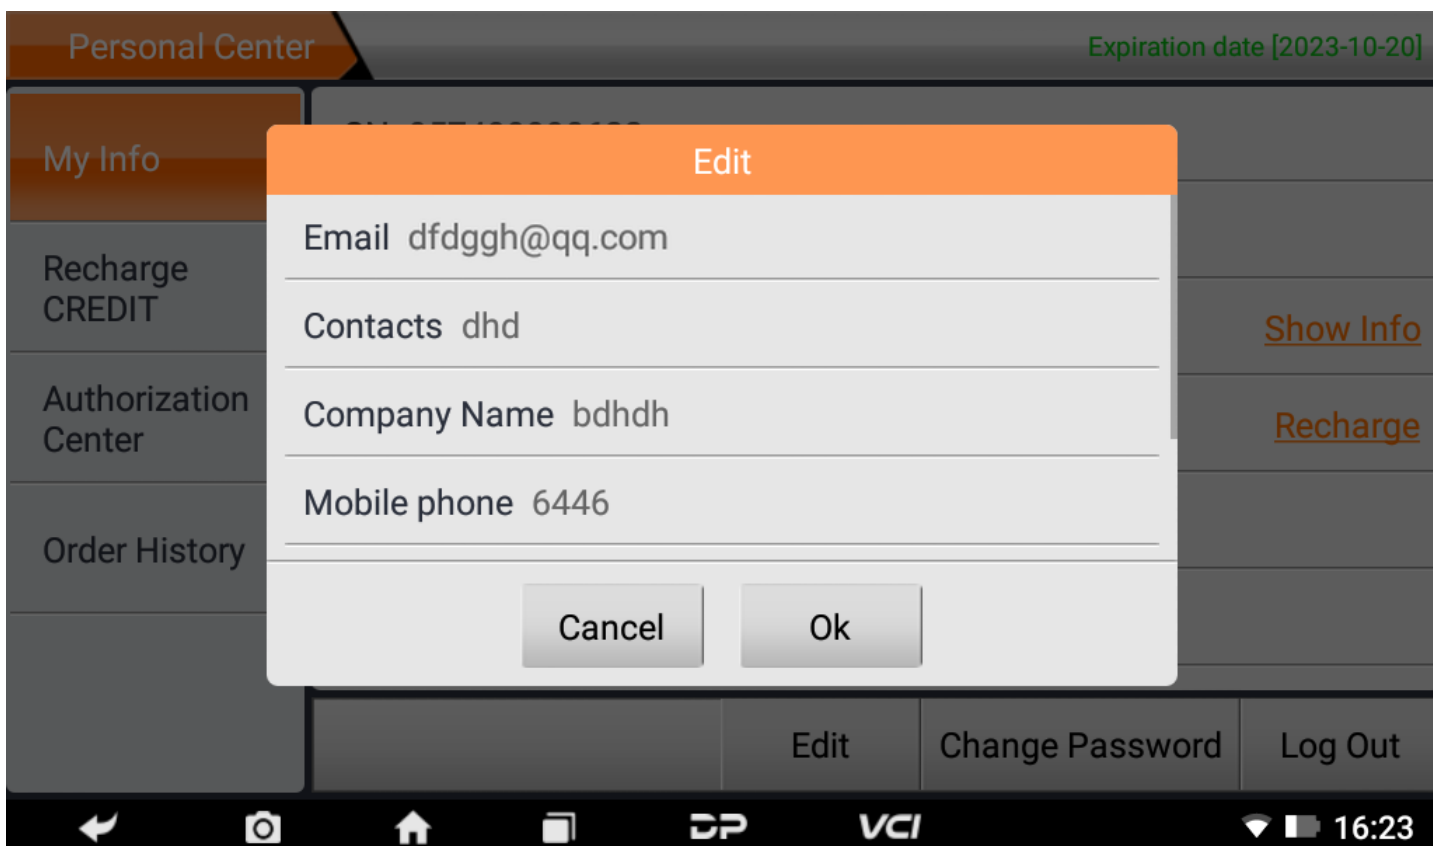 Personal Center
Expiration date [2023-10-20]
My Info
Recharge
CREDIT
Authorization
Center
Order History
Edit
Email dfdggh@qq.com
Contacts dhd
Company Name bdhdh
Mobile phone 6446
Cancel
Ok
Show Info
Recharge
Edit
Change Password
Log Out
DP
VCI
16:23